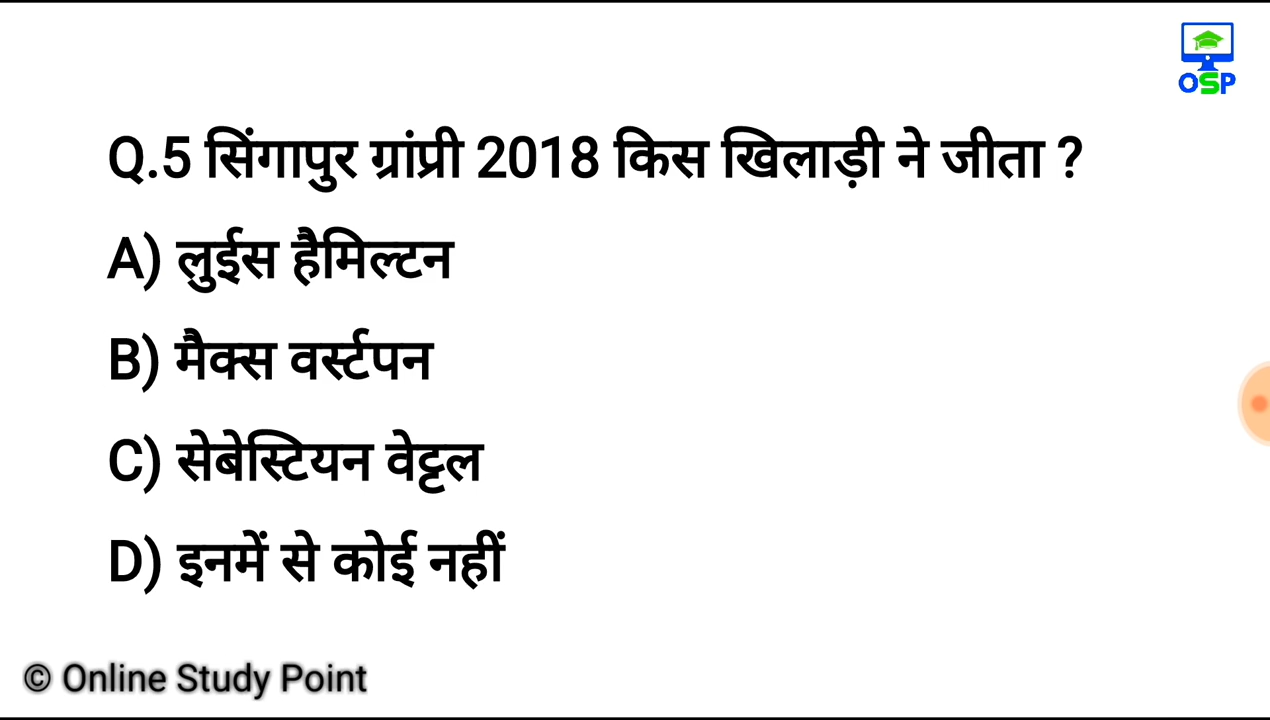 OSP
Q.5 सिंगापुर ग्रांप्री 2018 किस खिलाड़ी ने जीता ?
A) लुईस हैमिल्टन
B) मैक्स वर्स्टपन
C) सेबेस्टियन वेट्टल
D) इनमें से कोई नहीं
© Online Study Point